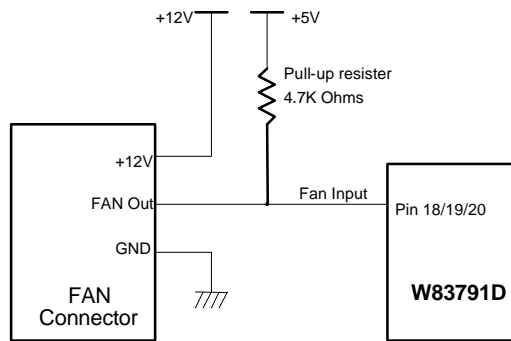 +12V
+5V
Pull-up resister
4.7K Ohms
+12V
FAN Out
Fan Input
Pin 18/19/20
GND
W83791D
FAN
Connector